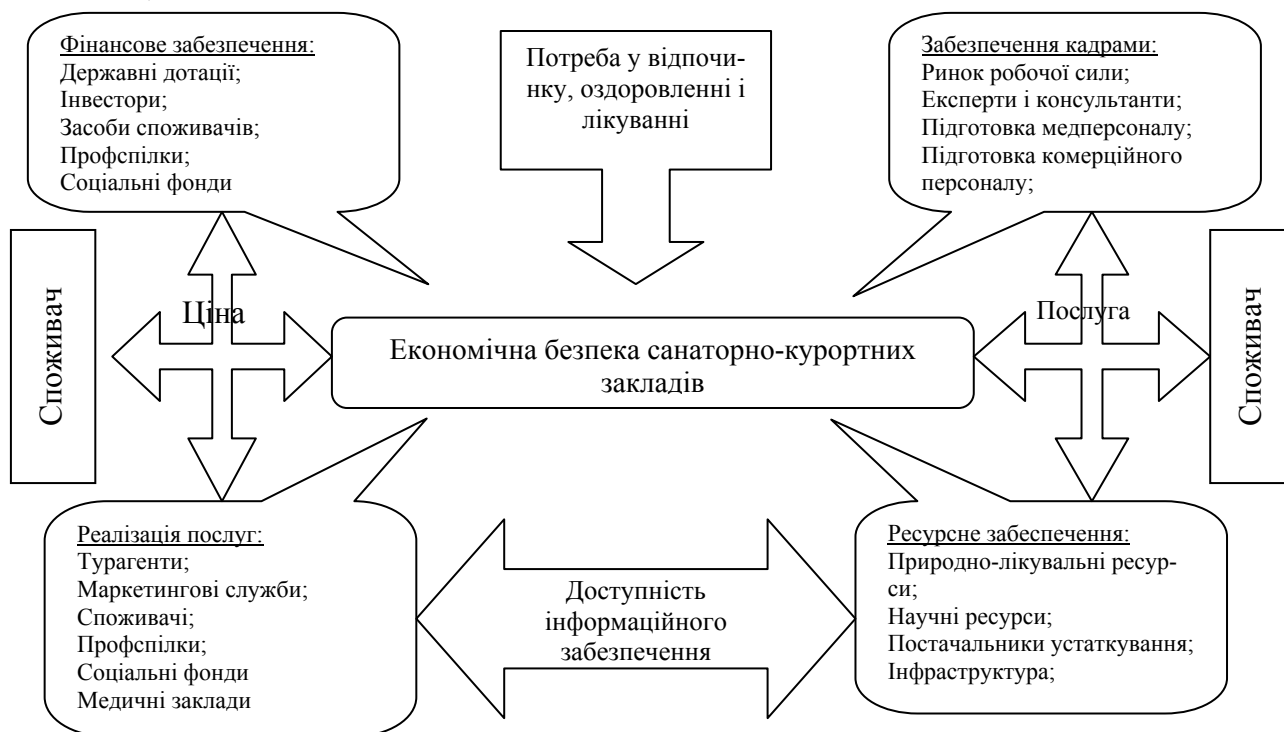 Фінансове забезпечення:
Державні дотації;
Інвестори;
Засоби споживачів;
Профспілки;
Соціальні фонди
Потреба у відпочи-
нку, оздоровленні і
лікуванні
Забезпечення кадрами:
Ринок робочої сили;
Експерти і консультанти;
Підготовка медперсоналу;
Підготовка комерційного
персоналу;
Споживач
Ціна
Економічна безпека санаторно-курортних
закладів
Послуга
Споживач
Реалізація послуг:
Турагенти;
Маркетингові служби;
Споживачі;
Профспілки;
Соціальні фонди
Медичні заклади
Доступність
інформаційного
забезпечення
Ресурсне забеспечення:
Природно-лікувальні ресур-
си;
Научні ресурси;
Постачальники устаткування;
Інфраструктура;